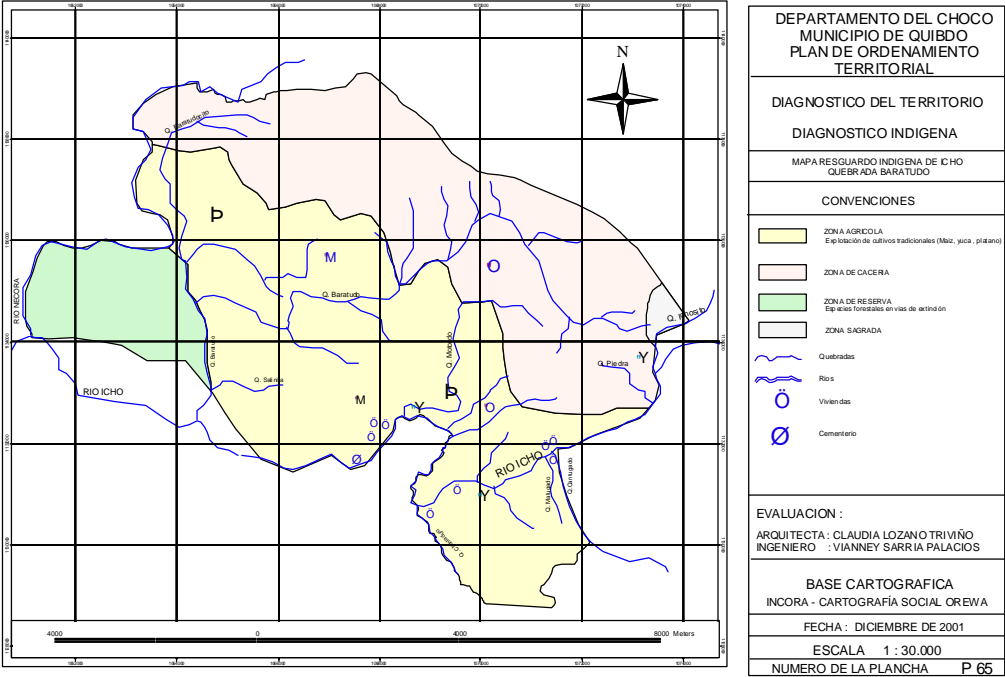 N
Q. Baratudocito
Þ
M
O
Q. Baratudo
RIO NECORA
Q. Baratudo
Q. Mobado
Q. Piedra
Y
RIO ICHO
Q. Salinas
M
Þ
Y
O
Ö
Ö
Ö
Ø
Ö
Ö
Ö
RIO ICHO
Y
Ö
Ö
4000
0
4000
8000 Meters
DEPARTAMENTO DEL CHOCO
MUNICIPIO DE QUIBDO
PLAN DE ORDENAMIENTO
TERRITORIAL
DIAGNOSTICO DEL TERRITORIO
DIAGNOSTICO INDIGENA
MAPA RESGUARDO INDIGENA DE ICHO
QUEBRADA BARATUDO
CONVENCIONES
ZONA AGRICOLA
Explotación de cultivos tradicionales (Maiz, yuca , platano)
ZONA DE CACERIA
ZONA DE RESERVA
Especies forestales en vias de extinción
ZONA SAGRADA
Quebradas
Rios
Ö Viviendas
Ø Cementerio
EVALUACION :
ARQUITECTA : CLAUDIA LOZANO TRIVIÑO
INGENIERO : VIANNEY SARRIA PALACIOS
BASE CARTOGRAFICA
INCORA - CARTOGRAFÍA SOCIAL OREWA
FECHA : DICIEMBRE DE 2001
ESCALA 1 : 30.000
NUMERO DE LA PLANCHA P 65